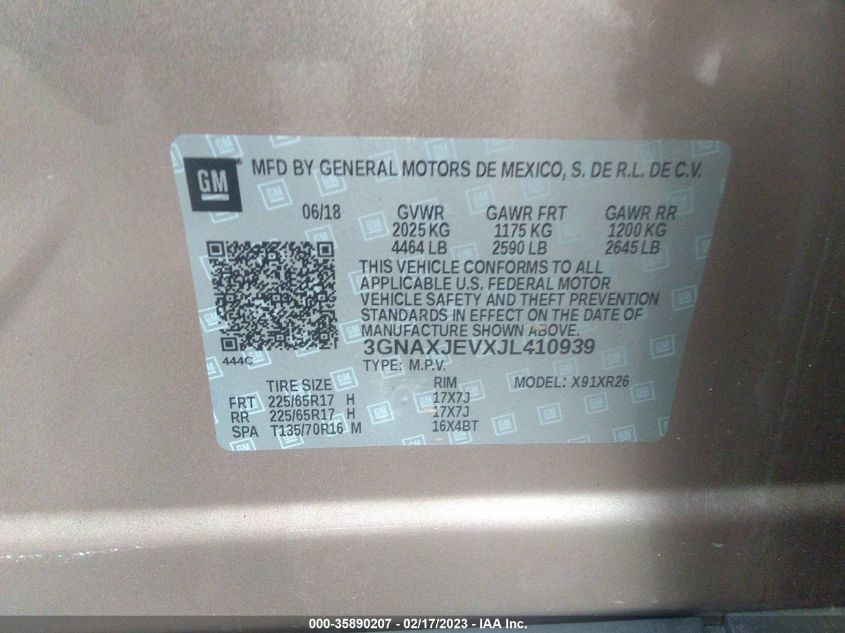 GM MFD BY GENERAL MOTORS DE MEXICO, S. DE R.L. DE C.V.
06/18 GVWR GAWR FRT GAWR RR
2025 KG 1175 KG 1200 KG
4464 LB 2590 LB 2645 LB
THIS VEHICLE CONFORMS TO ALL
APPLICABLE U.S. FEDERAL MOTOR
VEHICLE SAFETY AND THEFT PREVENTION
STANDARDS IN EFFECT ON THE DATE OF
MANUFACTURE SHOWN ABOVE.
3GNAXJEVXJL410939
444C
TYPE: M.P.V.
TIRE SIZE RIM MODEL: X91XR26
FRT 225/65R17 H 17X7J
RR 225/65R17 H 17X7J
SPA T135/70R16 M 16X4BT
000-35890207 - 02/17/2023 - IAA Inc.